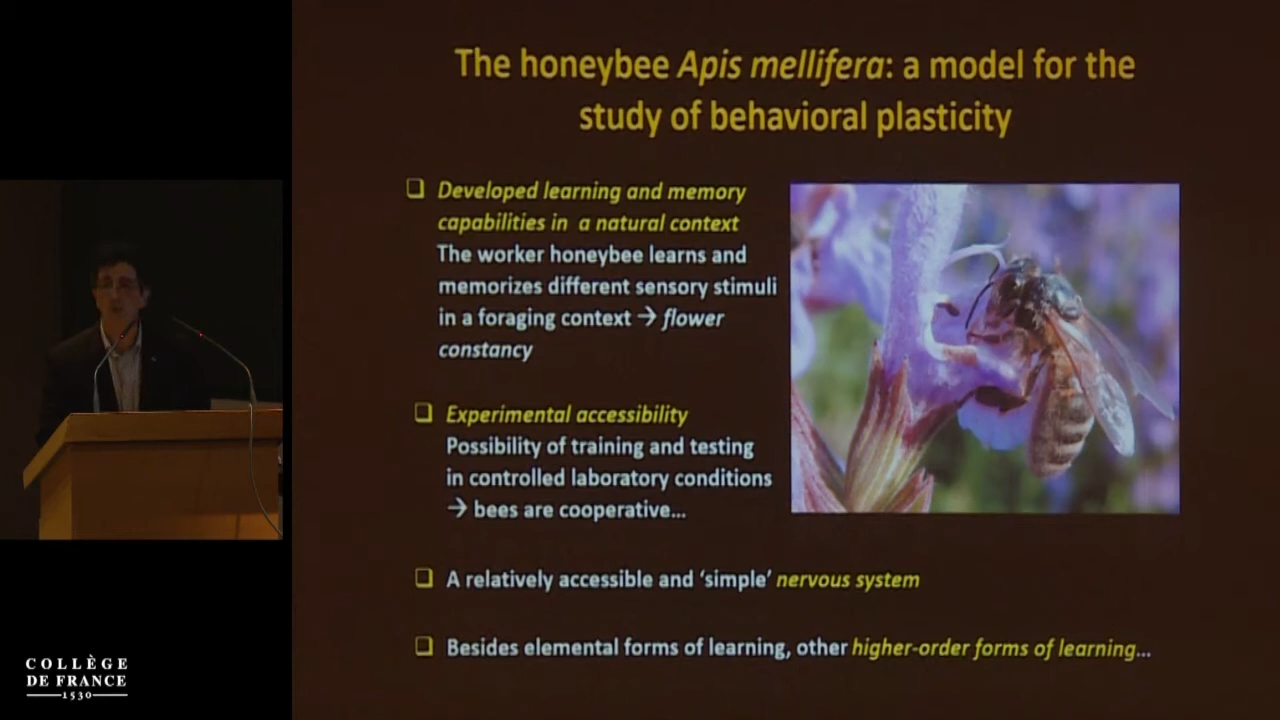 The honeybee Apis mellifera: a model for the
study of behavioral plasticity
❑ Developed learning and memory
capabilities in a natural context
The worker honeybee learns and
memorizes different sensory stimuli
in a foraging context → flower
constancy
❑ Experimental accessibility
Possibility of training and testing
in controlled laboratory conditions
→ bees are cooperative...
❑ A relatively accessible and ‘simple’ nervous system
❑ Besides elemental forms of learning, other higher-order forms of learning...
COLLÈGE
DE FRANCE
1530